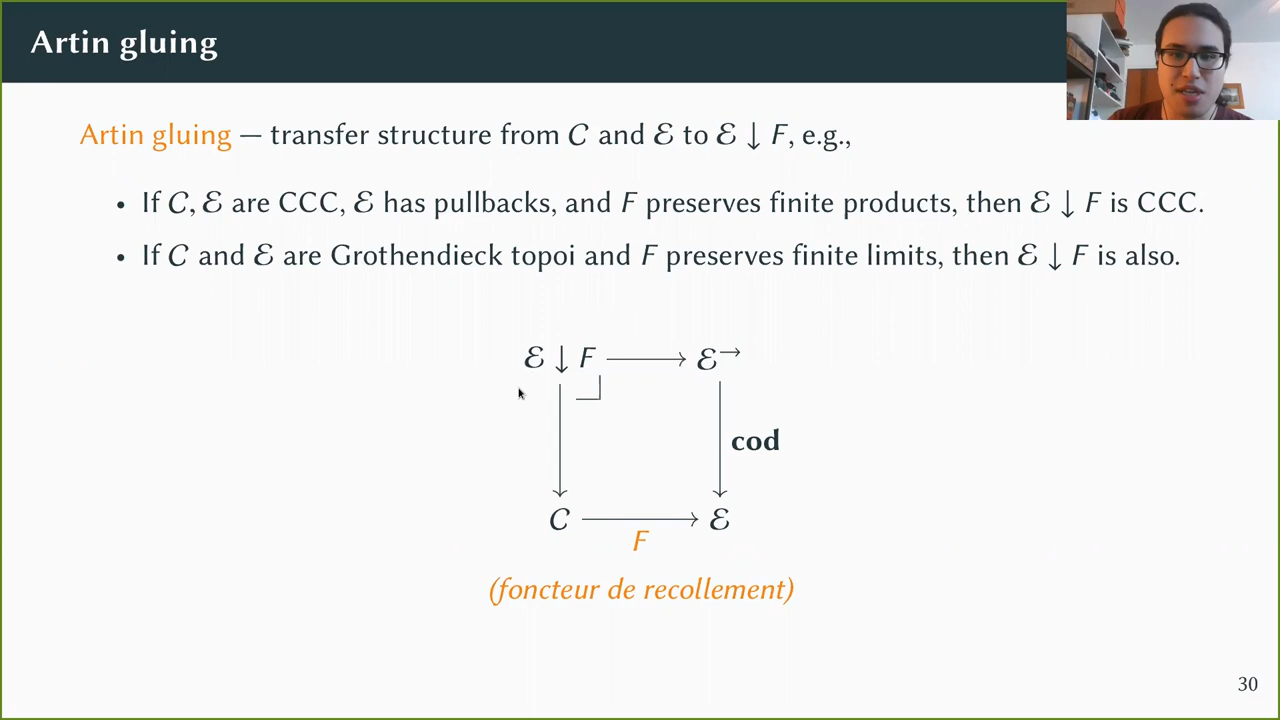 Artin gluing
Artin gluing — transfer structure from 𝒞 and ℰ to ℰ ↓ F, e.g.,
• If 𝒞, ℰ are CCC, ℰ has pullbacks, and F preserves finite products, then ℰ ↓ F is CCC.
• If 𝒞 and ℰ are Grothendieck topoi and F preserves finite limits, then ℰ ↓ F is also.
ℰ ↓ F ℰ→
cod
𝒞 ℰ
F
(foncteur de recollement)
30